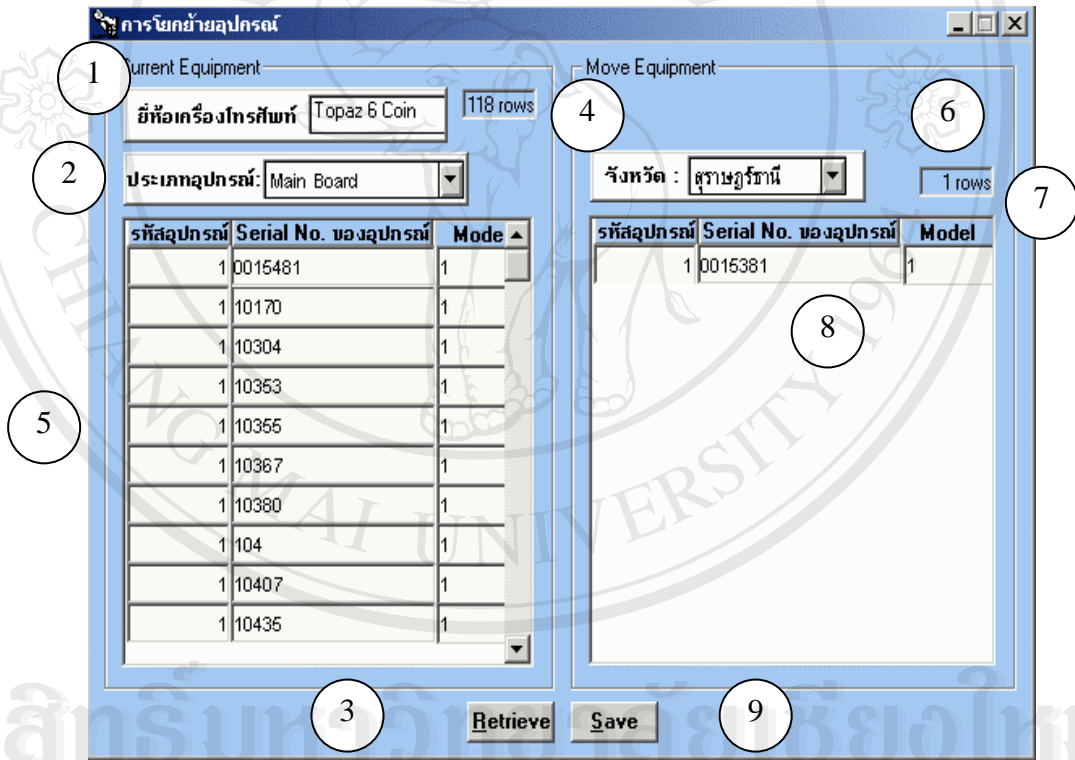 การโยกย้ายอุปกรณ์
1
Current Equipment
ยี่ห้อเครื่องโทรศัพท์ Topaz 6 Coin
118 rows
2
ประเภทอุปกรณ์: Main Board
รหัสอุปกรณ์ Serial No. ของอุปกรณ์ Mode
1 0015481 1
1 10170 1
1 10304 1
1 10353 1
1 10355 1
1 10367 1
1 10380 1
1 104 1
1 10407 1
1 10435 1
5
3
Retrieve
Move Equipment
4
6
จังหวัด : สุราษฎร์ธานี
1 rows
7
รหัสอุปกรณ์ Serial No. ของอุปกรณ์ Model
1 0015381 1
8
Save
9
CHIANG MAI UNIVERSITY 1964